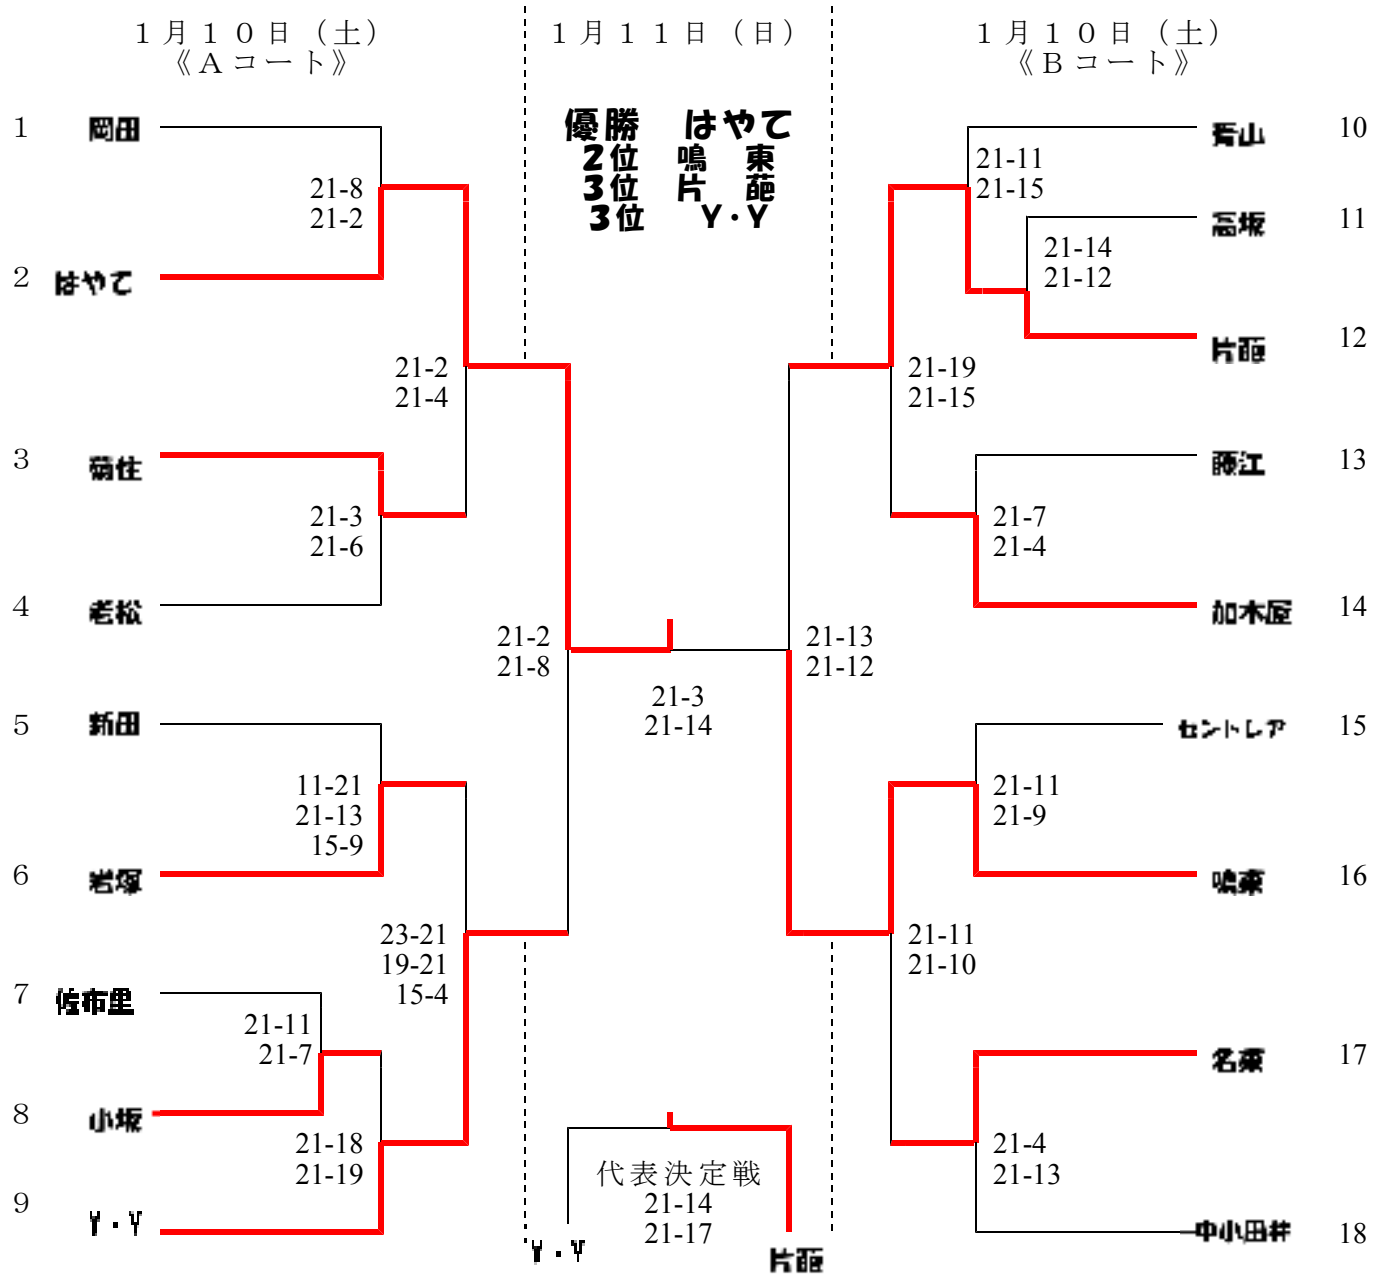 １月１０日（土）
《Ａコート》
１月１１日（日）
１月１０日（土）
《Ｂコート》
優勝 はやて
2位 鳴 東
3位 片 葩
3位 Y・Y
1 岡田
21-8
21-2
2 はやて
21-2
21-4
3 菊住
21-3
21-6
4 老松
21-2
21-8
5 新田
11-21
21-13
15-9
6 岩塚
23-21
19-21
15-4
7 佐布里
21-11
21-7
8 小坂
21-18
21-19
9 Y・Y
21-3
21-14
代表決定戦
21-14
21-17
Y・Y
片葩
10
21-11
21-15
高坂 11
21-14
21-12
片葩 12
21-19
21-15
藤江 13
21-7
21-4
加木屋 14
21-13
21-12
セントレア 15
21-11
21-9
鳴東 16
21-11
21-10
名東 17
21-4
21-13
中小田井 18